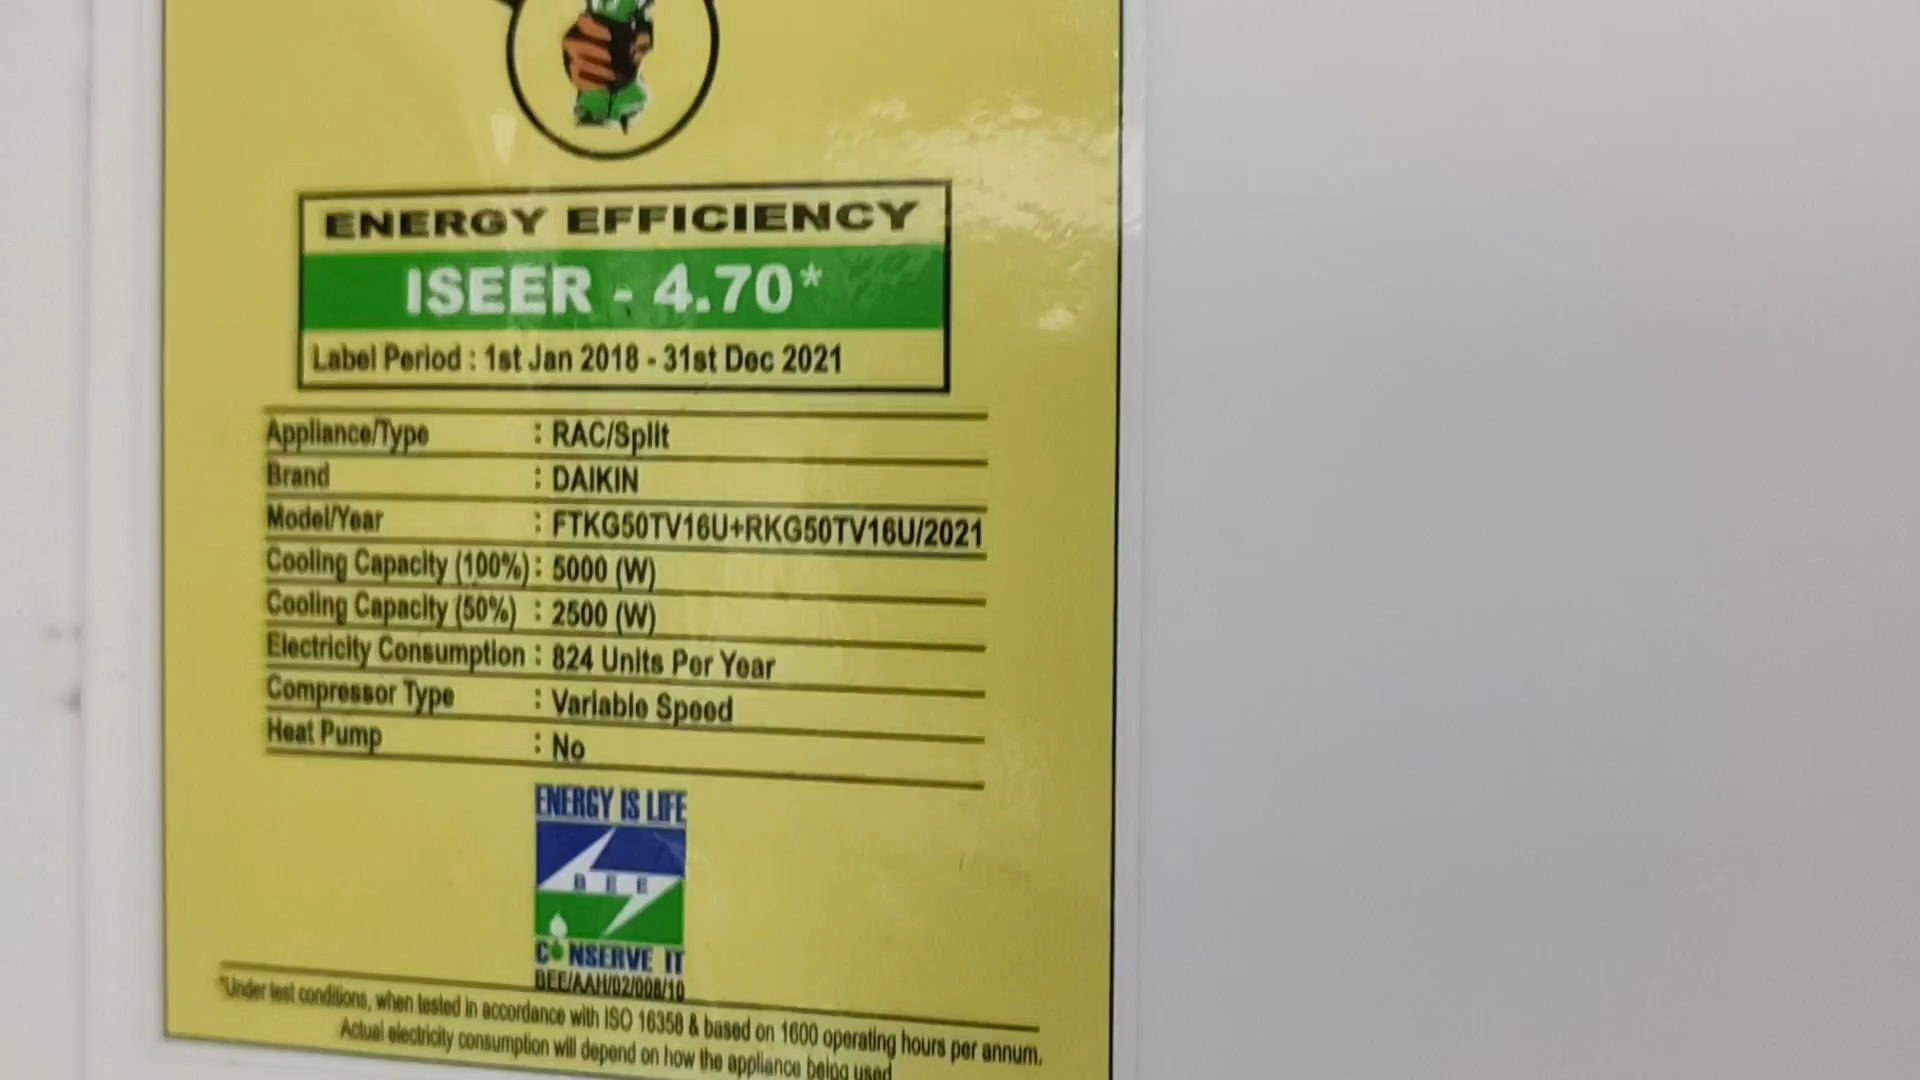 ENERGY EFFICIENCY
ISEER - 4.70*
Label Period : 1st Jan 2018 - 31st Dec 2021
Appliance/Type : RAC/Split
Brand : DAIKIN
Model/Year : FTKG50TV16U+RKG50TV16U/2021
Cooling Capacity (100%) : 5000 (W)
Cooling Capacity (50%) : 2500 (W)
Electricity Consumption : 824 Units Per Year
Compressor Type : Variable Speed
Heat Pump : No
ENERGY IS LIFE
BEE
CONSERVE IT
BEE/AAH/02/008/10
*Under test conditions, when tested in accordance with ISO 16358 & based on 1600 operating hours per annum.
Actual electricity consumption will depend on how the appliance being used